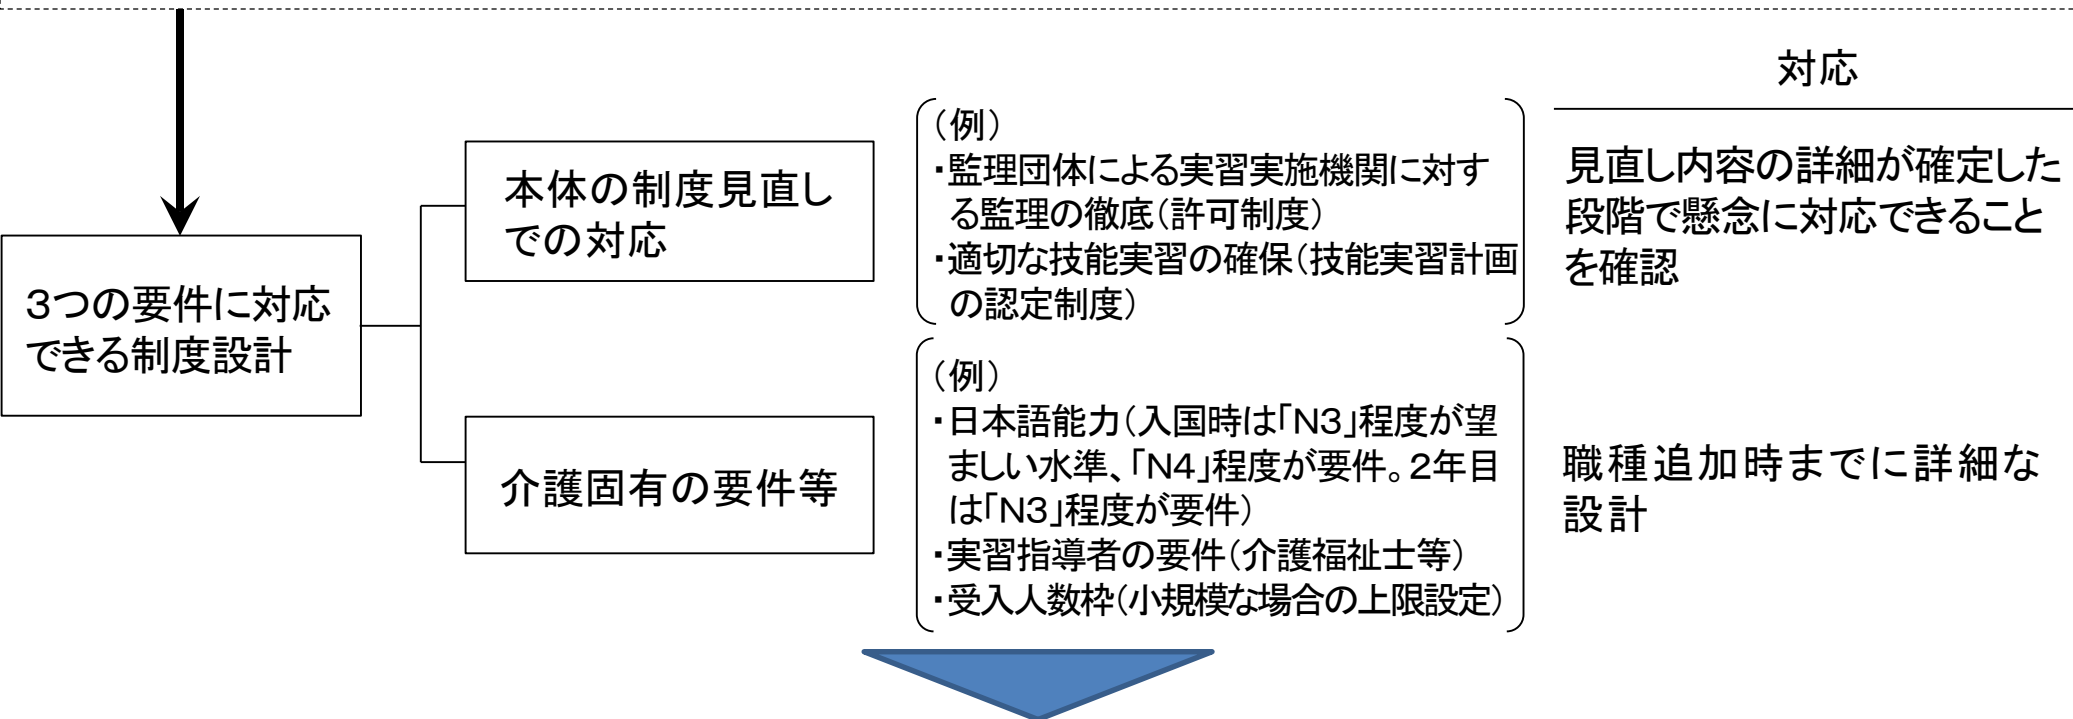 対応
3つの要件に対応
できる制度設計
本体の制度見直し
での対応
（例）
・監理団体による実習実施機関に対す
る監理の徹底（許可制度）
・適切な技能実習の確保（技能実習計画
の認定制度）
見直し内容の詳細が確定した
段階で懸念に対応できること
を確認
介護固有の要件等
（例）
・日本語能力（入国時は「N3」程度が望
ましい水準、「N4」程度が要件。2年目
は「N3」程度が要件）
・実習指導者の要件（介護福祉士等）
・受入人数枠（小規模な場合の上限設定）
職種追加時までに詳細な
設計